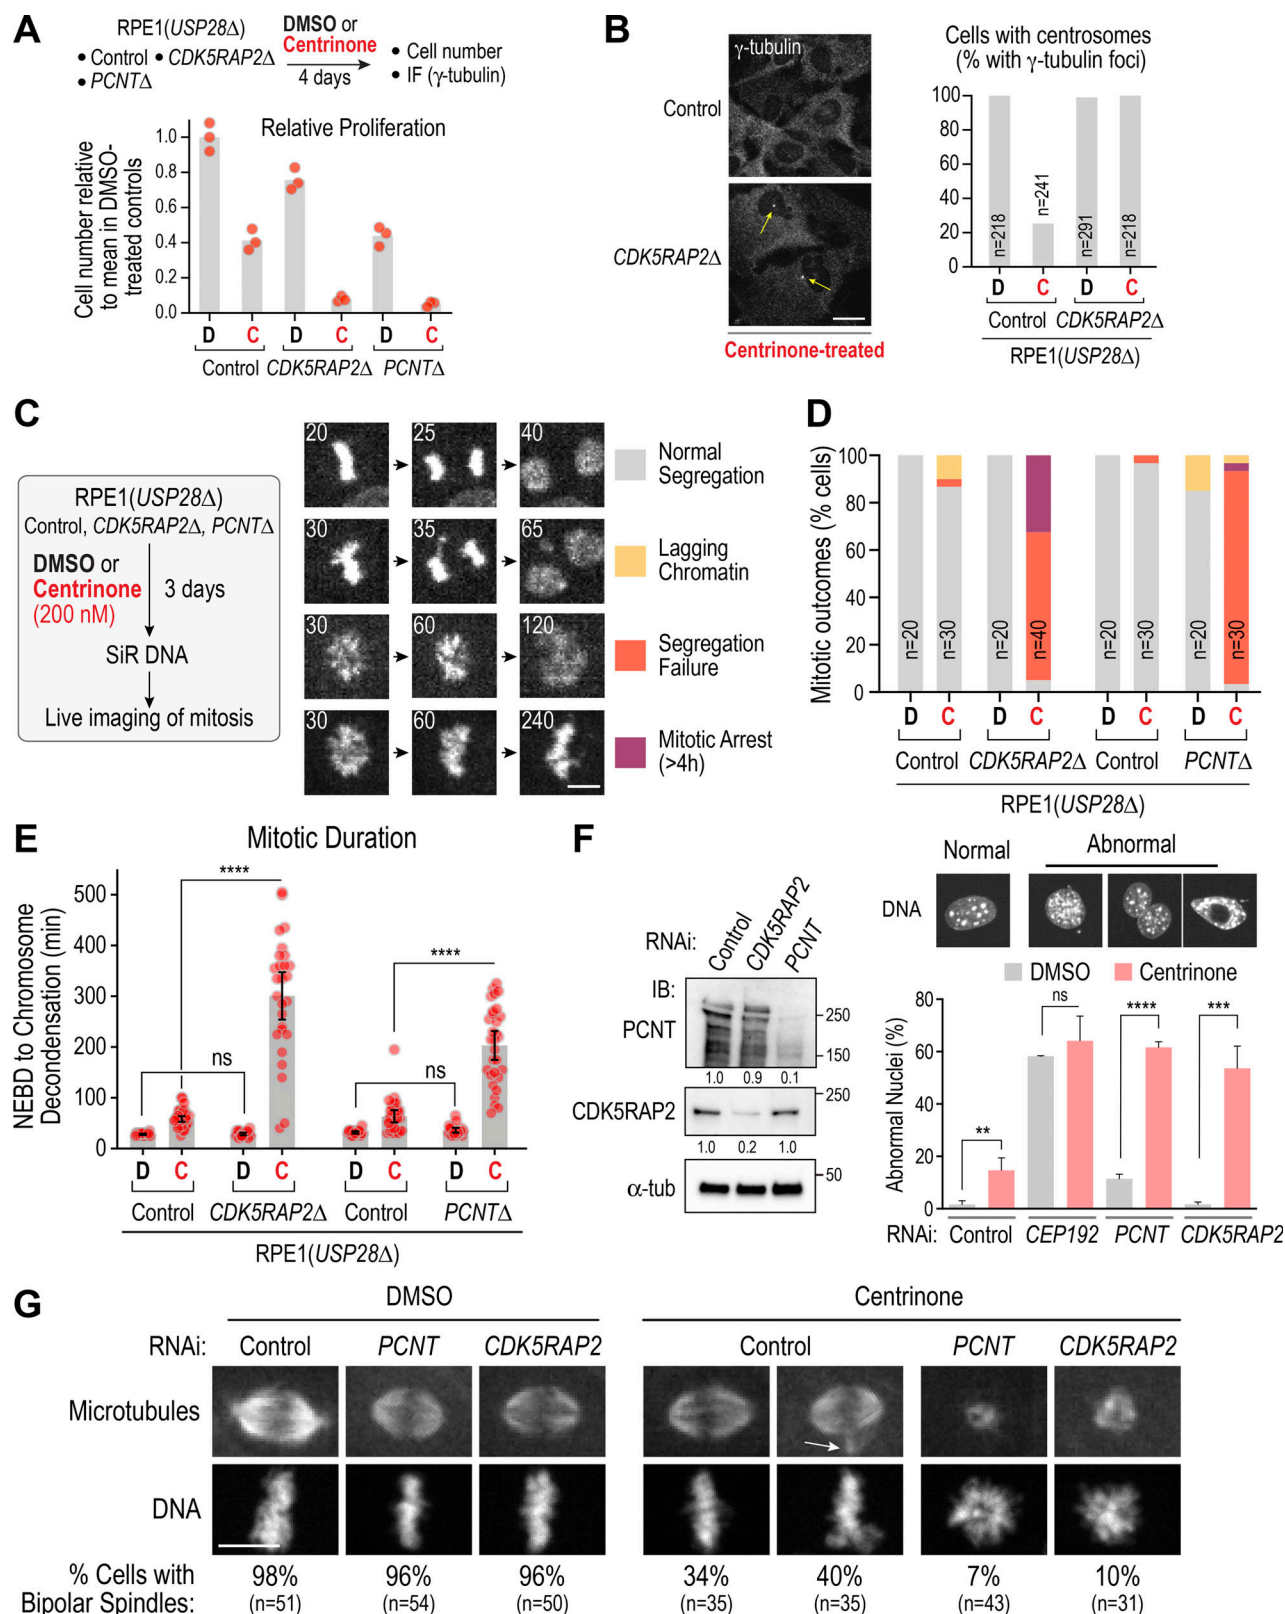 A
RPE1(USP28Δ)
• Control • CDK5RAP2Δ
• PCNTΔ
DMSO or
Centrinone
4 days
• Cell number
• IF (γ-tubulin)
Relative Proliferation
Cell number relative
to mean in DMSO-
treated controls
1.0
0.8
0.6
0.4
0.2
0.0
D C D C D C
Control CDK5RAP2Δ PCNTΔ
B
γ-tubulin
Control
CDK5RAP2Δ
Centrinone-treated
Cells with centrosomes
(% with γ-tubulin foci)
100
80
60
40
20
0
n=218
n=241
n=291
n=218
D C D C
Control CDK5RAP2Δ
RPE1(USP28Δ)
C
RPE1(USP28Δ)
Control, CDK5RAP2Δ, PCNTΔ
DMSO or
Centrinone
(200 nM)
3 days
SiR DNA
Live imaging of mitosis
20 25 40
Normal
Segregation
30 35 65
Lagging
Chromatin
30 60 120
Segregation
Failure
30 60 240
Mitotic Arrest
(>4h)
D
Mitotic outcomes (% cells)
100
80
60
40
20
0
n=20 n=30 n=20 n=40 n=20 n=30 n=20 n=30
D C D C D C D C
Control CDK5RAP2Δ Control PCNTΔ
RPE1(USP28Δ)
E
Mitotic Duration
NEBD to Chromosome
Decondensation (min)
500
400
300
200
100
0
****
ns
****
ns
D C D C D C D C
Control CDK5RAP2Δ Control PCNTΔ
RPE1(USP28Δ)
F
RNAi:
Control
CDK5RAP2
PCNT
IB:
PCNT
250
150
1.0 0.9 0.1
CDK5RAP2
250
1.0 0.2 1.0
α-tub
50
Normal
Abnormal
DNA
DMSO
Centrinone
Abnormal Nuclei (%)
80
60
40
20
0
**
ns
****
***
RNAi: Control CEP192 PCNT CDK5RAP2
G
DMSO
Centrinone
RNAi: Control PCNT CDK5RAP2 Control PCNT CDK5RAP2
Microtubules
DNA
% Cells with
Bipolar Spindles:
98% 96% 96% 34% 40% 7% 10%
(n=51) (n=54) (n=50) (n=35) (n=35) (n=43) (n=31)